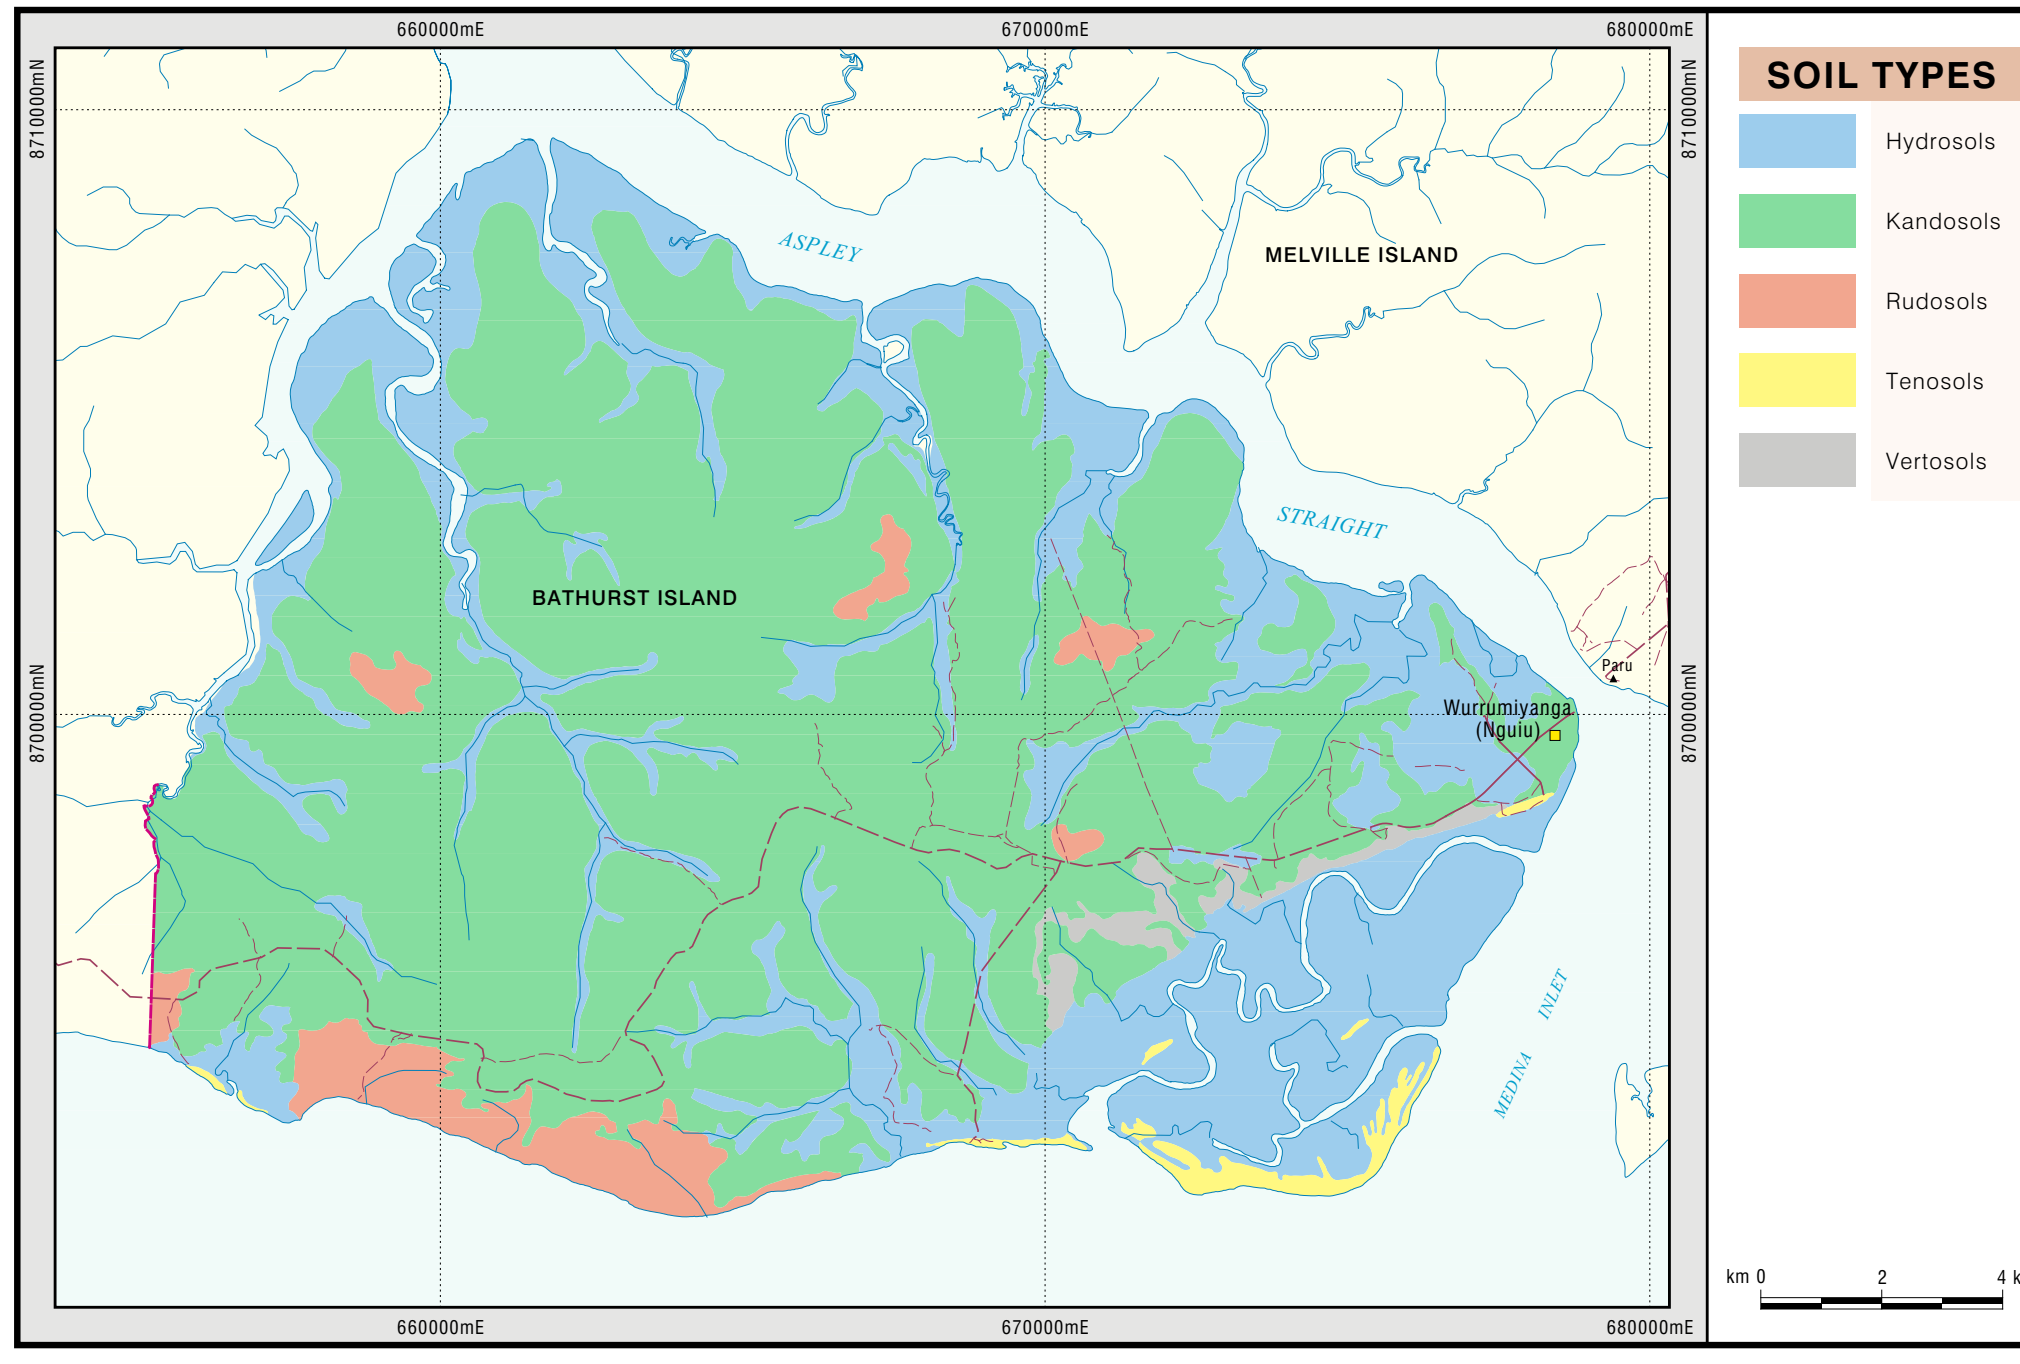 660000mE
670000mE
680000mE
8710000mN
8710000mN
SOIL TYPES
Hydrosols
Kandosols
Rudosols
Tenosols
Vertosols
ASPLEY
MELVILLE ISLAND
STRAIGHT
BATHURST ISLAND
Paru
8700000mN
8700000mN
Wurrumiyanga
(Nguiu)
INLET
MEDINA
km 0 2 4 k
660000mE
670000mE
680000mE